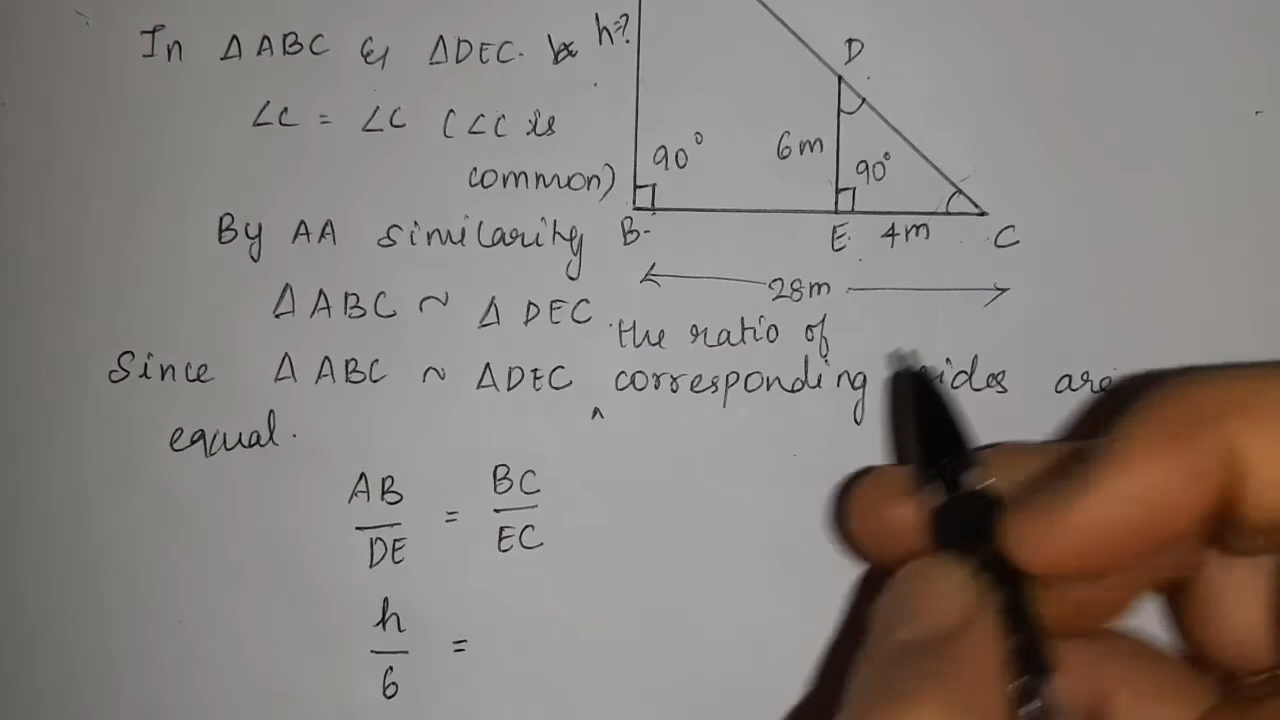 In ΔABC & ΔDEC.
∠C = ∠C (∠C is
common)
By AA similarity
ΔABC ~ ΔDEC.
the ratio of
Since ΔABC ~ ΔDEC ^ corresponding sides are
equal.
AB/DE = BC/EC
h/6 =
h=?
D
90°
6m
90°
B
E
4m
C
28m